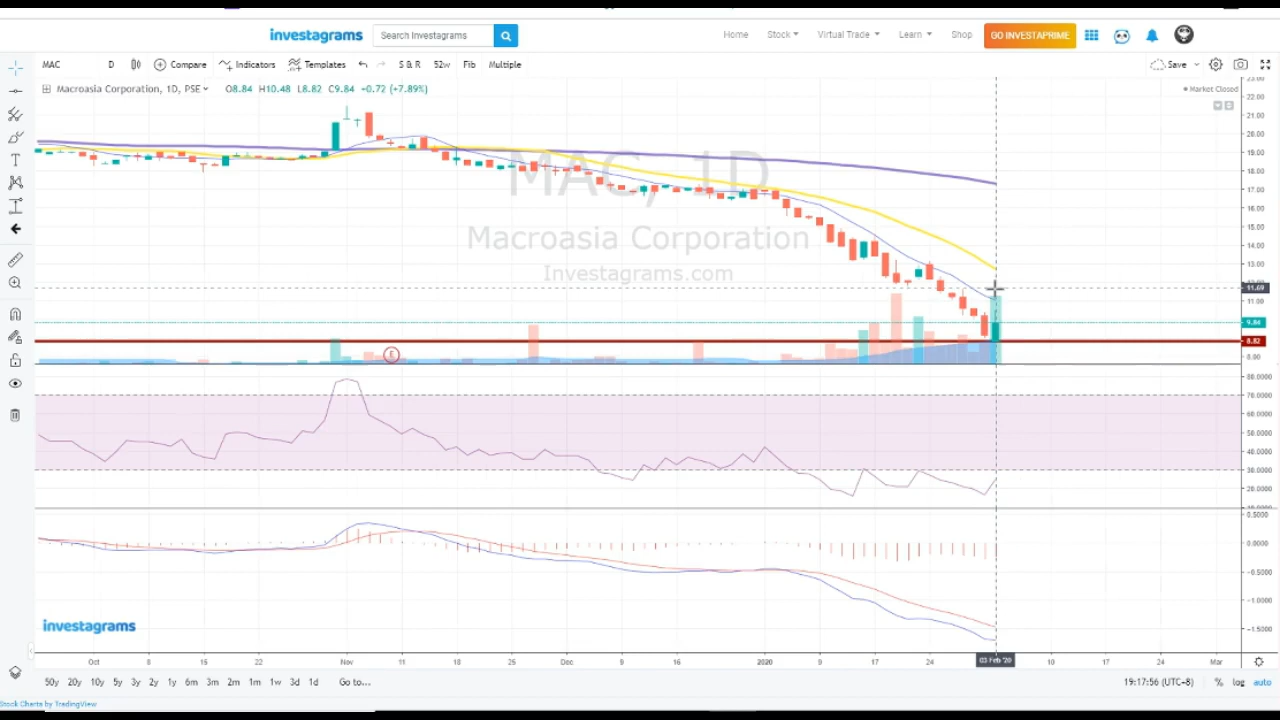 investagrams
Search Investagrams
Home Stock Virtual Trade Learn Shop GO INVESTAPRIME
MAC D Compare Indicators Templates S & R 52w Fib Multiple Save
Macroasia Corporation, 1D, PSE O8.84 H10.48 L8.82 C9.84 +0.72 (+7.89%)
Market Closed
MAC, 1D
Macroasia Corporation
Investagrams.com
23.00
22.00
21.00
20.00
19.00
18.00
17.00
16.00
15.00
14.00
13.00
11.69
11.00
9.84
8.82
8.00
E
80.0000
70.0000
60.0000
50.0000
40.0000
30.0000
20.0000
0.5000
0.0000
-0.5000
-1.0000
-1.5000
investagrams
Oct 8 15 22 Nov 11 18 25 Dec 9 16 2020 9 17 24 03 Feb '20 10 17 24 Mar
50y 20y 10y 5y 3y 2y 1y 6m 3m 2m 1m 1w 3d 1d Go to... 19:17:56 (UTC-8) % log auto
Stock Charts by TradingView